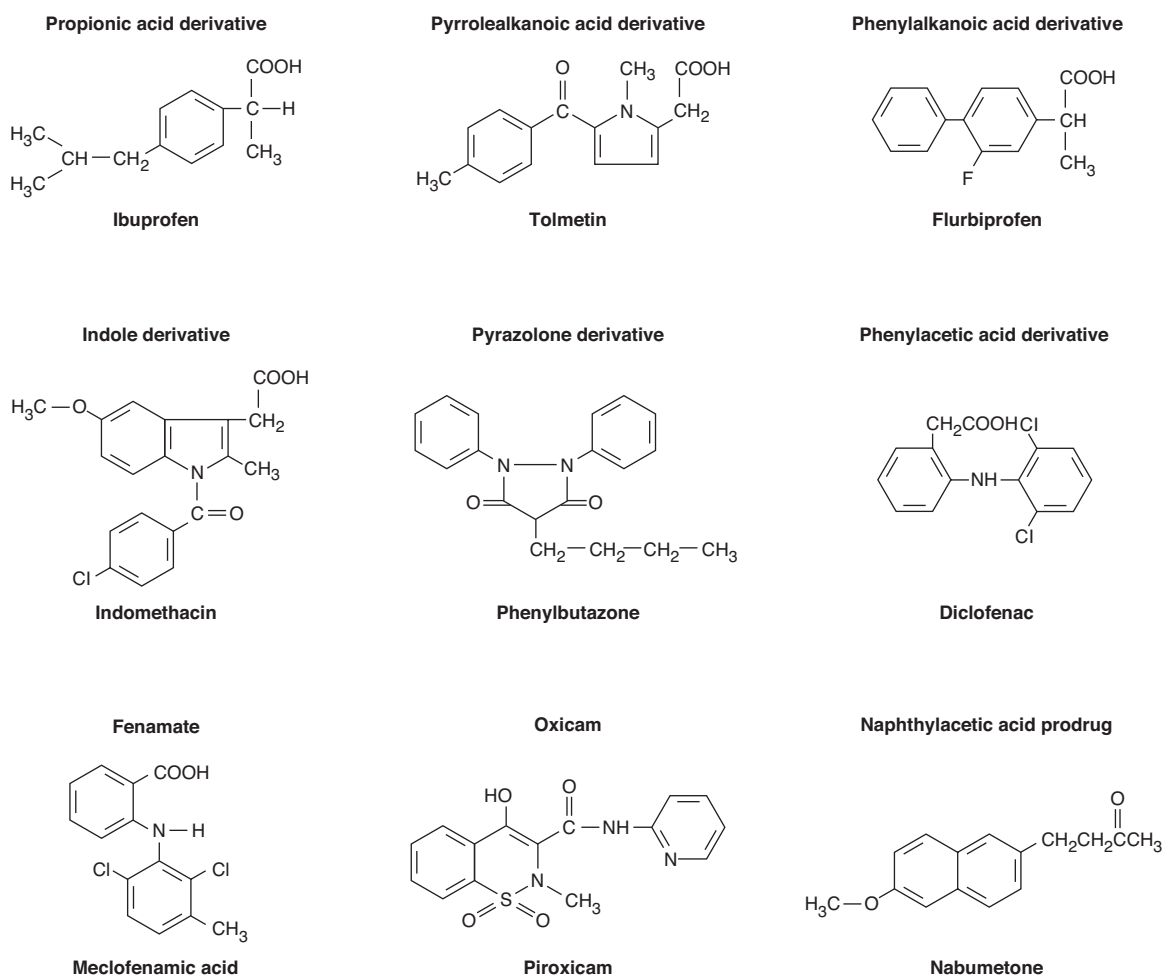 Propionic acid derivative
COOH
C—H
CH₃
H₃C
CH—CH₂
H₃C
Ibuprofen
Pyrrolealkanoic acid derivative
O
C
CH₃
N
COOH
CH₂
H₃C
Tolmetin
Phenylalkanoic acid derivative
COOH
CH
CH₃
F
Flurbiprofen
Indole derivative
COOH
CH₂
H₃C—O
N
CH₃
C=O
Cl
Indomethacin
Pyrazolone derivative
N—N
O
O
CH₂—CH₂—CH₂—CH₃
Phenylbutazone
Phenylacetic acid derivative
CH₂COOH
Cl
NH
Cl
Diclofenac
Fenamate
COOH
N—H
Cl
Cl
CH₃
Meclofenamic acid
Oxicam
HO
O
C—NH
N
N
CH₃
S
O
O
Piroxicam
Naphthylacetic acid prodrug
O
CH₂CH₂CCH₃
H₃C—O
Nabumetone